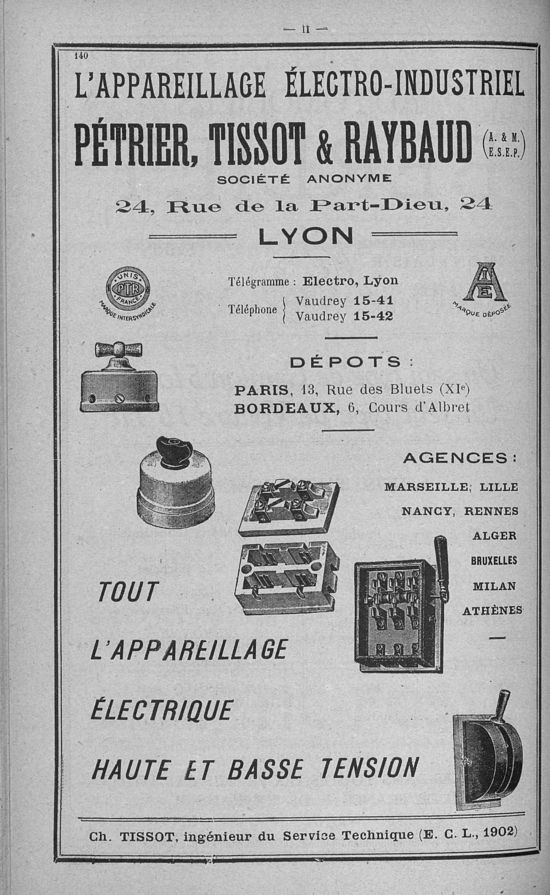 — II —
140
L'APPAREILLAGE ÉLECTRO-INDUSTRIEL
PÉTRIER, TISSOT & RAYBAUD (A. & M. E.S.E.P.)
SOCIÉTÉ ANONYME
24, Rue de la Part-Dieu, 24
LYON
UNIS
PTR
FRANCE
MARQUE INTERSYNDICALE
Télégramme : Electro, Lyon
Téléphone { Vaudrey 15-41
Vaudrey 15-42
MARQUE DÉPOSÉE
DÉPOTS :
PARIS, 13, Rue des Bluets (XIe)
BORDEAUX, 6, Cours d'Albret
AGENCES :
MARSEILLE, LILLE
NANCY, RENNES
ALGER
BRUXELLES
MILAN
ATHÈNES
TOUT
L'APPAREILLAGE
ÉLECTRIQUE
HAUTE ET BASSE TENSION
Ch. TISSOT, ingénieur du Service Technique (E. C. L., 1902)